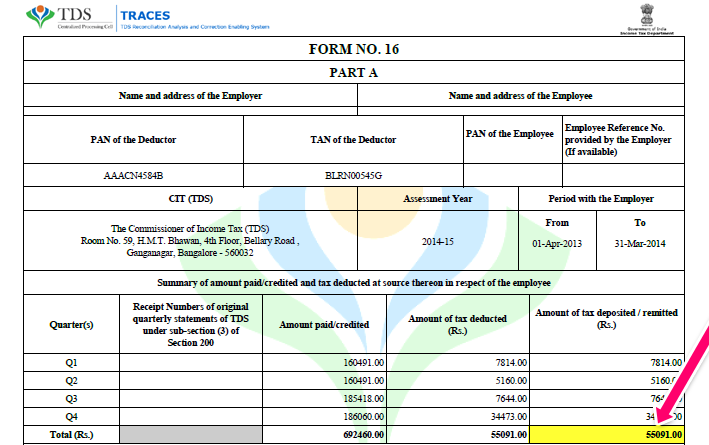 TDS
Centralized Processing Cell
TRACES
TDS Reconciliation Analysis and Correction Enabling System
Government of India
Income Tax Department
FORM NO. 16
PART A
Name and address of the Employer
Name and address of the Employee
PAN of the Deductor
TAN of the Deductor
PAN of the Employee
Employee Reference No.
provided by the Employer
(If available)
AAACN4584B
BLRN00545G
CIT (TDS)
Assessment Year
Period with the Employer
The Commissioner of Income Tax (TDS)
Room No. 59, H.M.T. Bhawan, 4th Floor, Bellary Road ,
Ganganagar, Bangalore - 560032
2014-15
From
To
01-Apr-2013
31-Mar-2014
Summary of amount paid/credited and tax deducted at source thereon in respect of the employee
Quarter(s)
Receipt Numbers of original
quarterly statements of TDS
under sub-section (3) of
Section 200
Amount paid/credited
Amount of tax deducted
(Rs.)
Amount of tax deposited / remitted
(Rs.)
Q1 160491.00 7814.00 7814.00
Q2 160491.00 5160.00
Q3 185418.00 7644.00
Q4 186060.00 34473.00
Total (Rs.) 692460.00 55091.00 55091.00